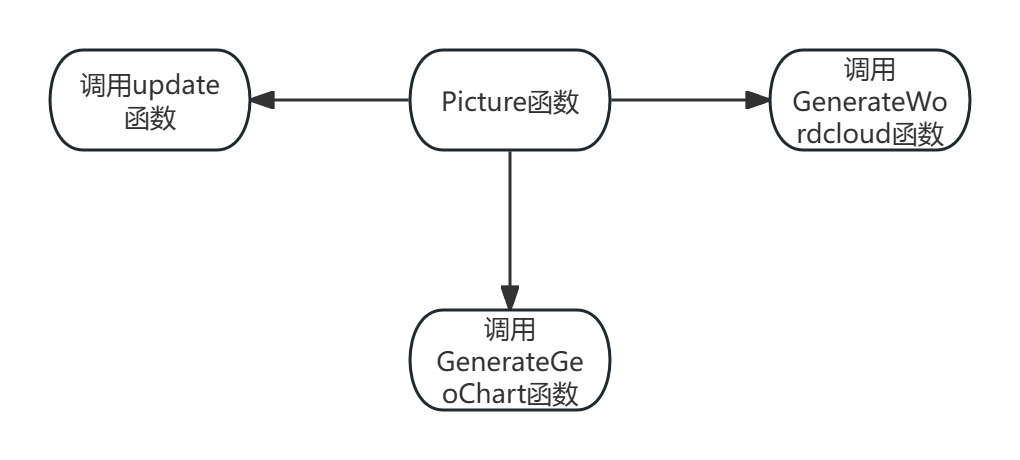 调用update
函数
Picture函数
调用
GenerateWo
rdcloud函数
调用
GenerateGe
oChart函数